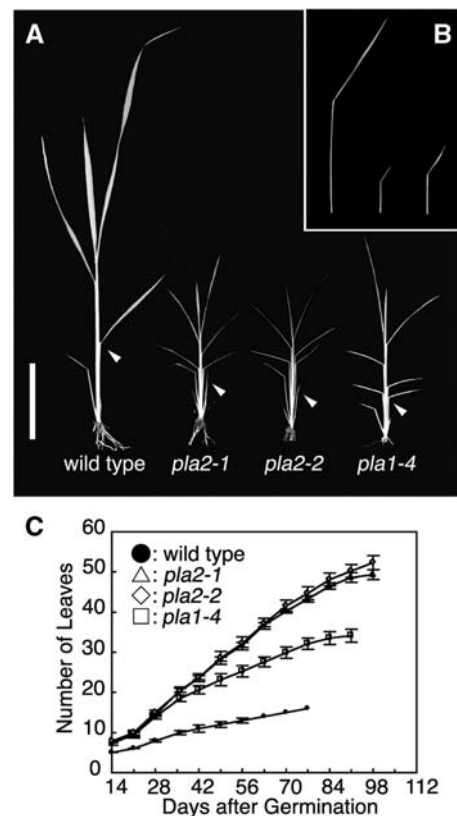 A
B
wild type pla2-1 pla2-2 pla1-4
C
60
50
40
30
20
10
0
Number of Leaves
●: wild type
△: pla2-1
◇: pla2-2
□: pla1-4
14 28 42 56 70 84 98 112
Days after Germination